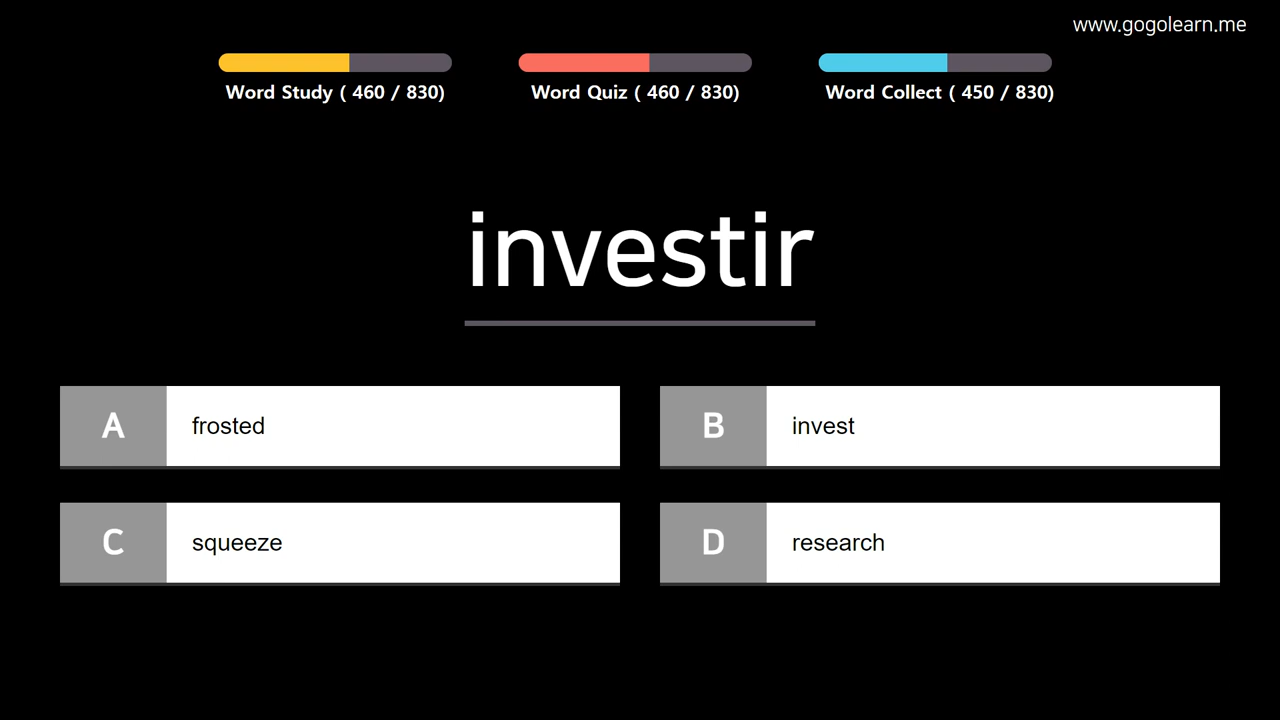 www.gogolearn.me
Word Study ( 460 / 830)
Word Quiz ( 460 / 830)
Word Collect ( 450 / 830)
investir
A frosted
B invest
C squeeze
D research